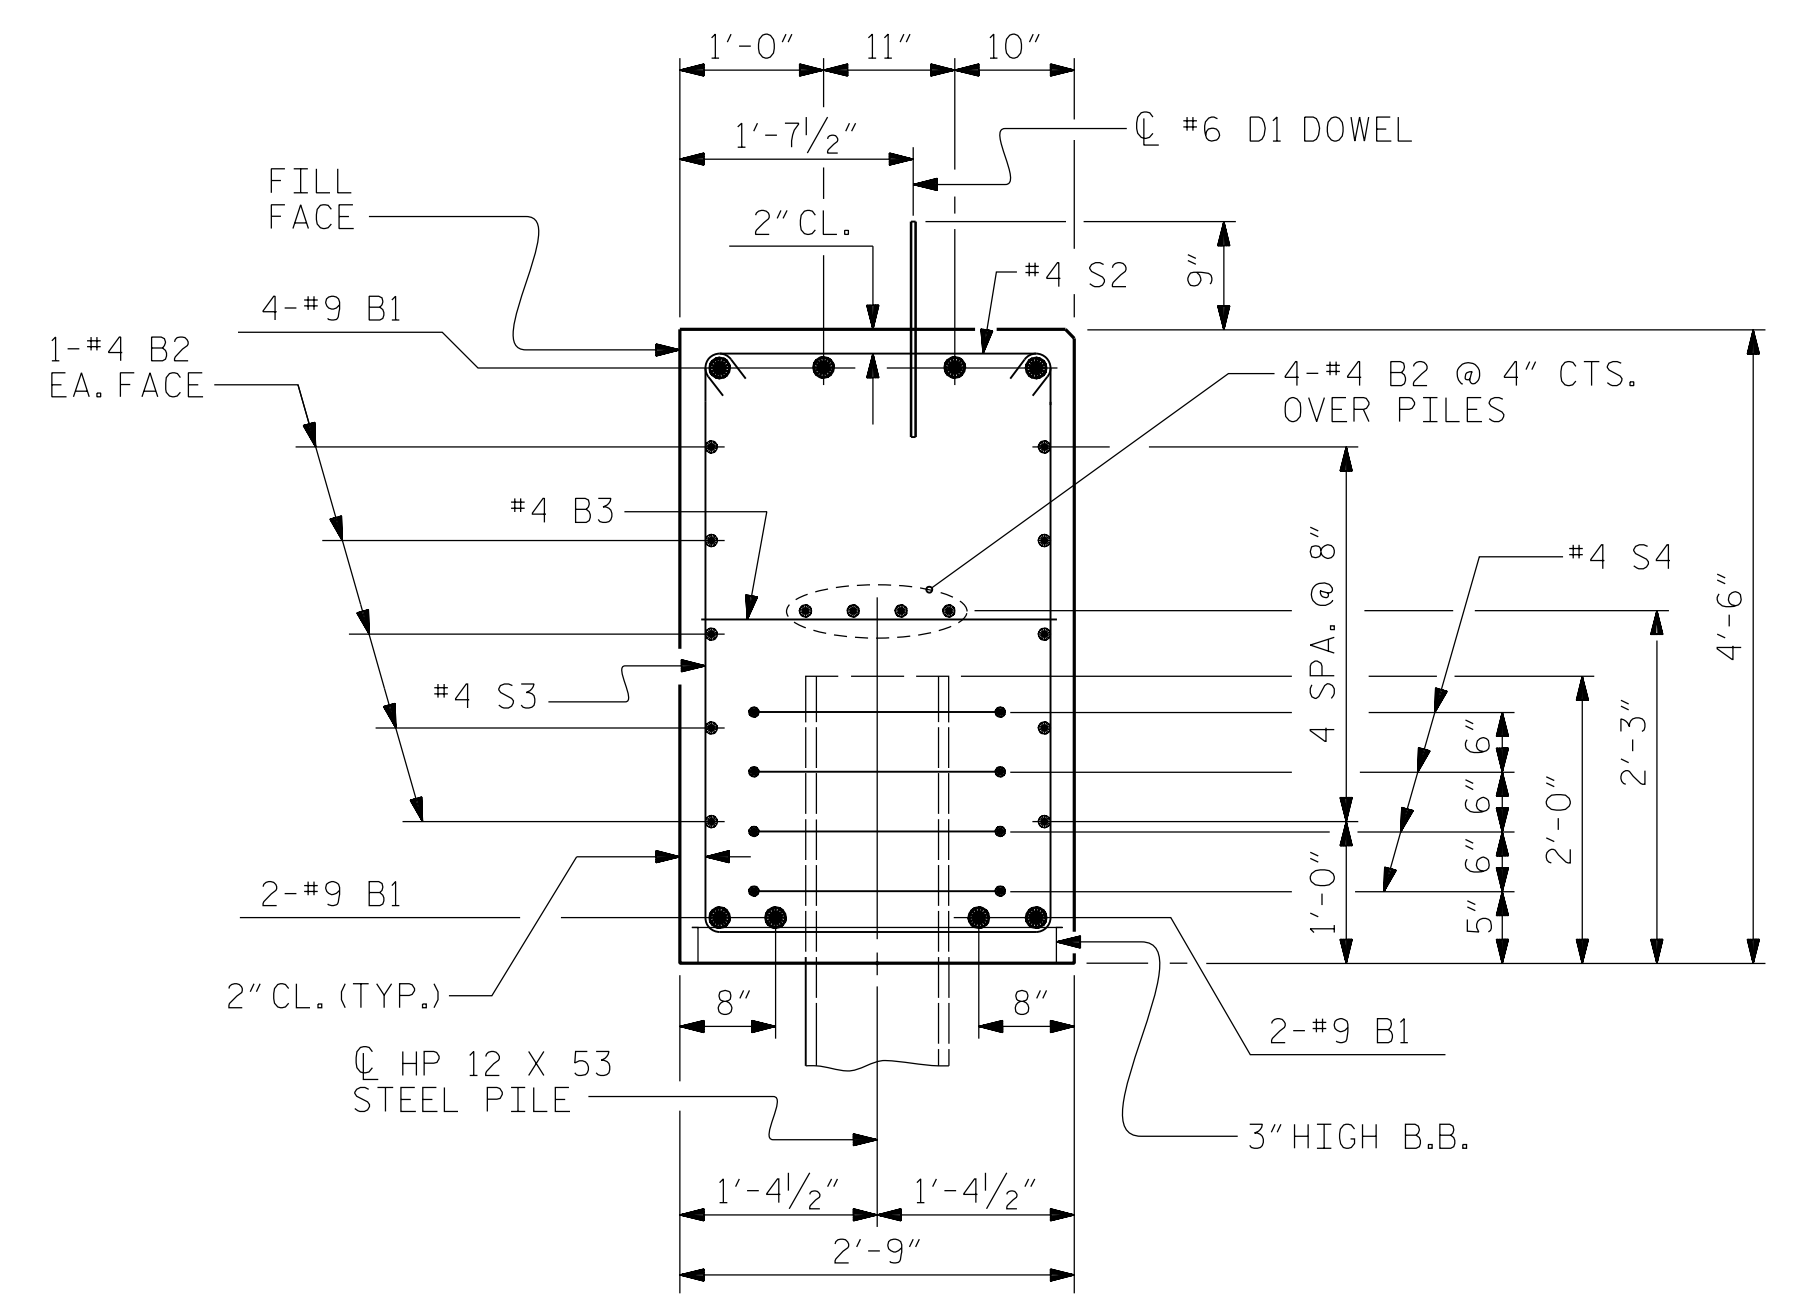 1'-0" 11" 10"
℄ #6 D1 DOWEL
1'-7½"
FILL
FACE
2" CL.
#4 S2
9"
4-#9 B1
1-#4 B2
EA. FACE
4-#4 B2 @ 4" CTS.
OVER PILES
#4 B3
#4 S4
4 SPA. @ 8"
4'-6"
#4 S3
2'-3"
6"
6"
2'-0"
6"
1'-0"
5"
2-#9 B1
2" CL. (TYP.)
8" 8"
2-#9 B1
℄ HP 12 X 53
STEEL PILE
3" HIGH B.B.
1'-4½" 1'-4½"
2'-9"